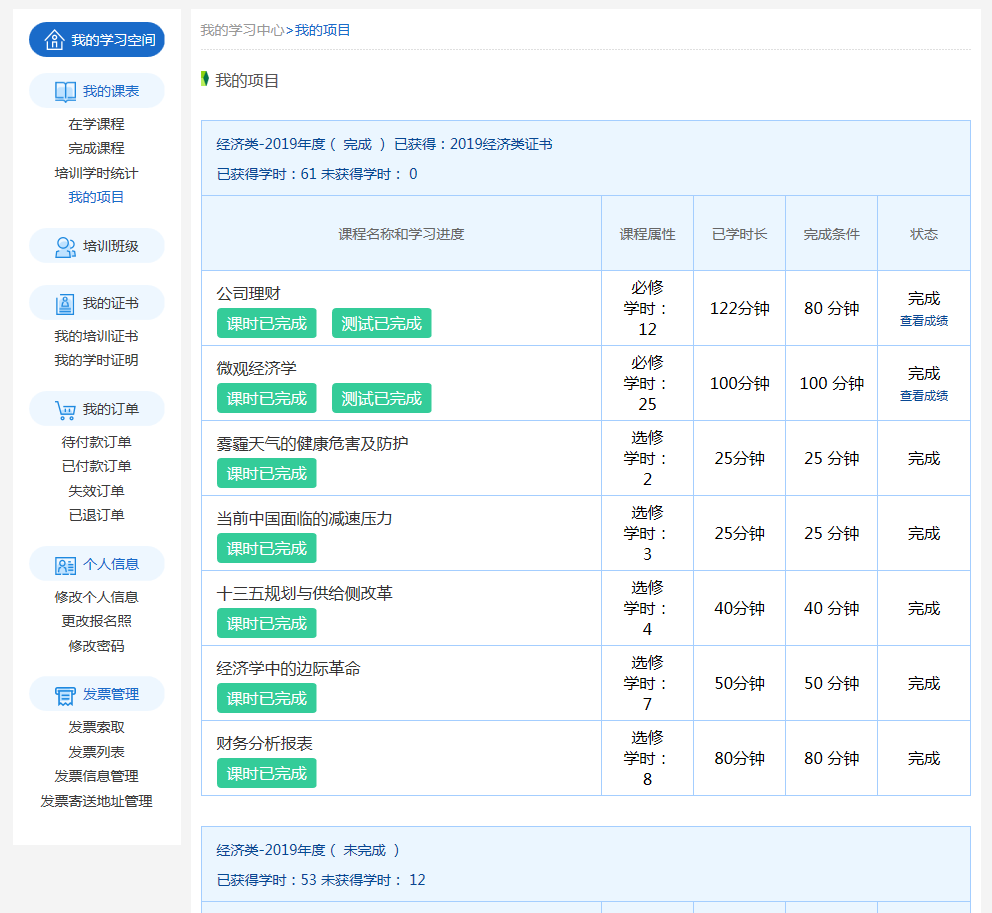 我的学习空间
我的课表
在学课程
完成课程
培训学时统计
我的项目
培训班级
我的证书
我的培训证书
我的学时证明
我的订单
待付款订单
已付款订单
失效订单
已退订单
个人信息
修改个人信息
更改报名照
修改密码
发票管理
发票索取
发票列表
发票信息管理
发票寄送地址管理
我的学习中心>我的项目
我的项目
经济类-2019年度（ 完成 ） 已获得：2019经济类证书
已获得学时：61 未获得学时： 0
课程名称和学习进度 课程属性 已学时长 完成条件 状态
公司理财
课时已完成 测试已完成
必修
学时：
12
122分钟
80 分钟
完成
查看成绩
微观经济学
课时已完成 测试已完成
必修
学时：
25
100分钟
100 分钟
完成
查看成绩
雾霾天气的健康危害及防护
课时已完成
选修
学时：
2
25分钟
25 分钟
完成
当前中国面临的减速压力
课时已完成
选修
学时：
3
25分钟
25 分钟
完成
十三五规划与供给侧改革
课时已完成
选修
学时：
4
40分钟
40 分钟
完成
经济学中的边际革命
课时已完成
选修
学时：
7
50分钟
50 分钟
完成
财务分析报表
课时已完成
选修
学时：
8
80分钟
80 分钟
完成
经济类-2019年度（ 未完成 ）
已获得学时：53 未获得学时： 12